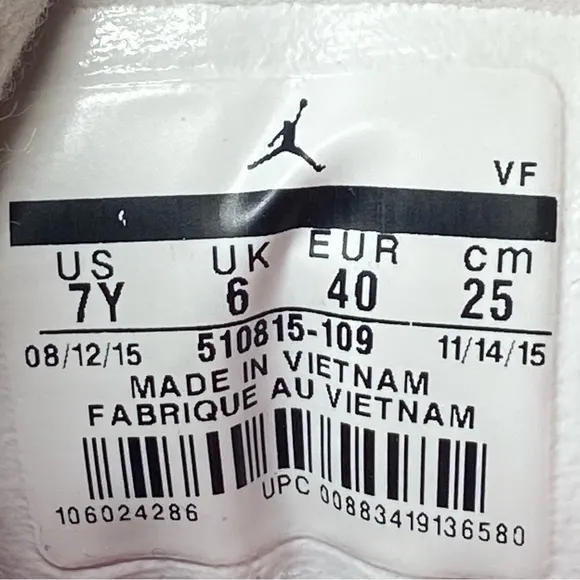 VF
US UK EUR cm
7Y 6 40 25
08/12/15 510815-109 11/14/15
MADE IN VIETNAM
FABRIQUE AU VIETNAM
106024286 UPC 00883419136580